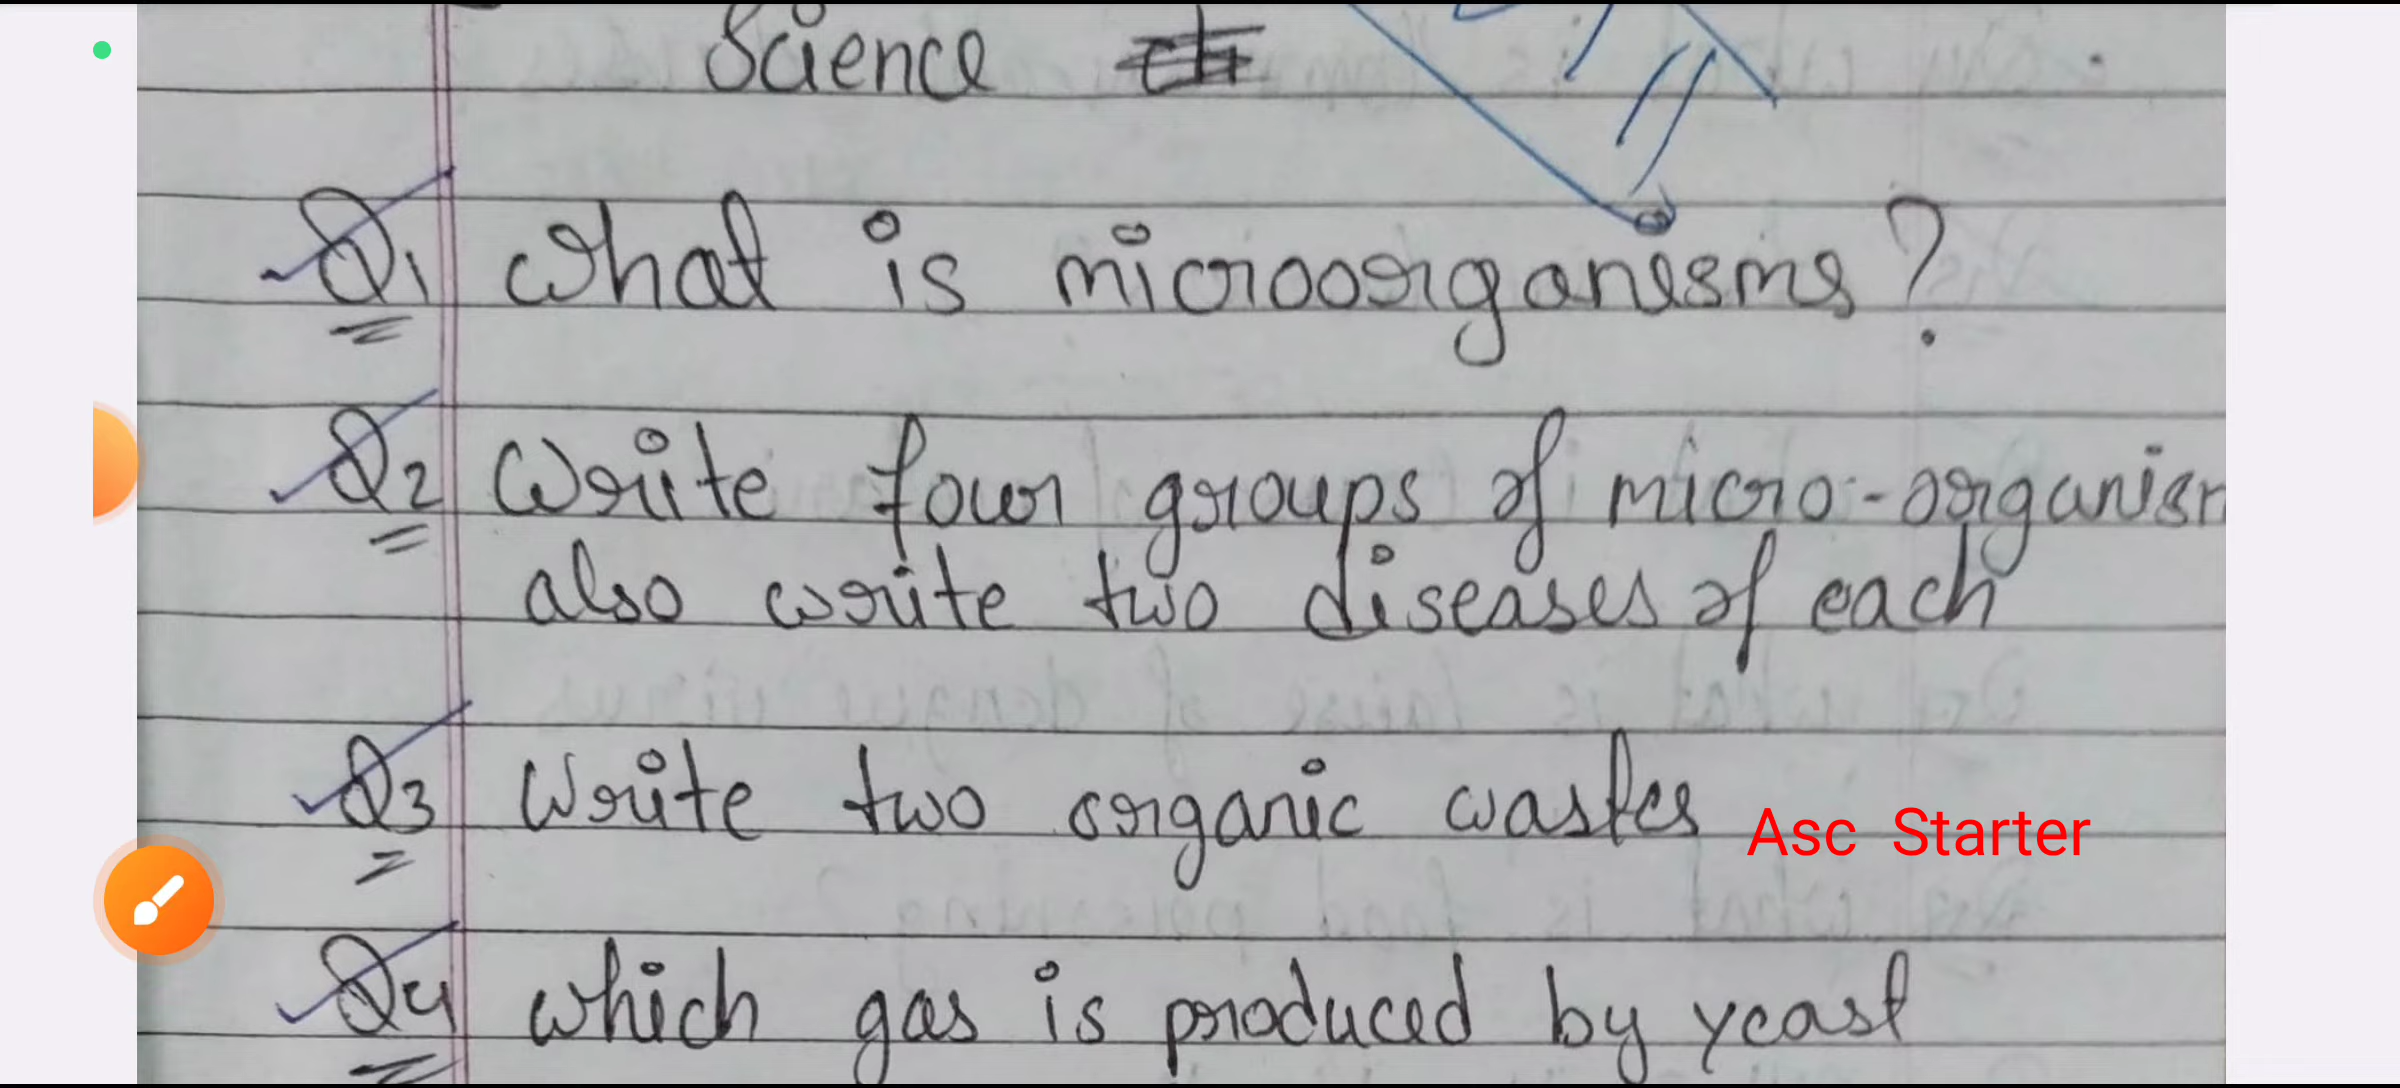 Science
Q1 What is microorganisms?
Q2 Write four groups of micro-organism
also write two diseases of each
Q3 Write two organic wastes
Asc Starter
Q4 which gas is produced by yeast